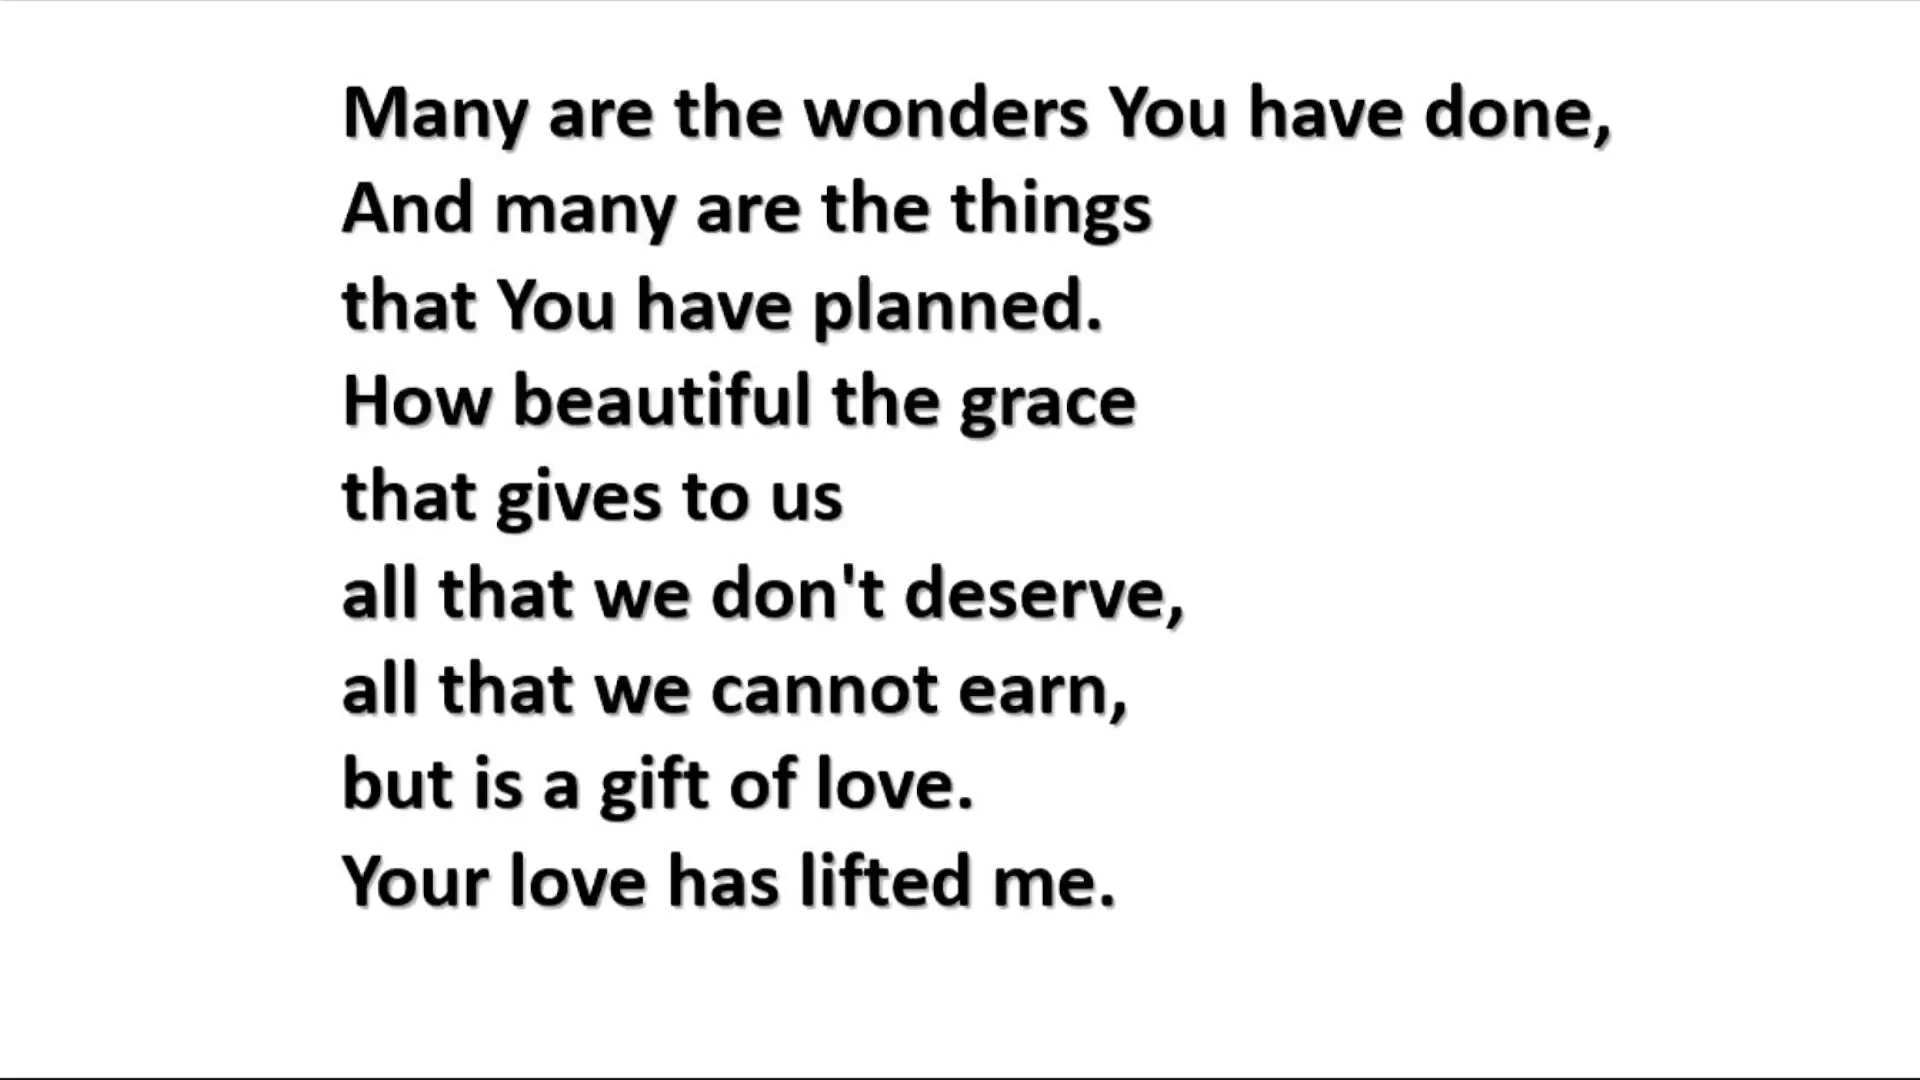 Many are the wonders You have done,
And many are the things
that You have planned.
How beautiful the grace
that gives to us
all that we don't deserve,
all that we cannot earn,
but is a gift of love.
Your love has lifted me.